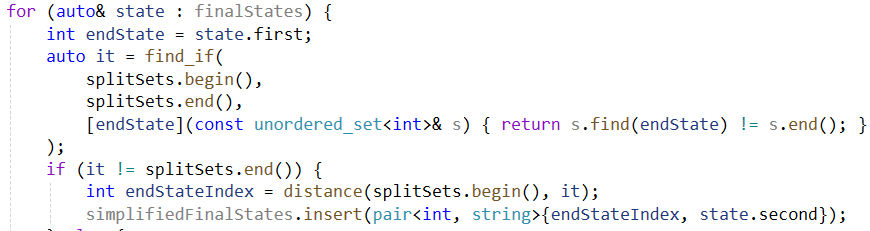 for (auto& state : finalStates) {
int endState = state.first;
auto it = find_if(
splitSets.begin(),
splitSets.end(),
[endState](const unordered_set<int>& s) { return s.find(endState) != s.end(); }
);
if (it != splitSets.end()) {
int endStateIndex = distance(splitSets.begin(), it);
simplifiedFinalStates.insert(pair<int, string>{endStateIndex, state.second});